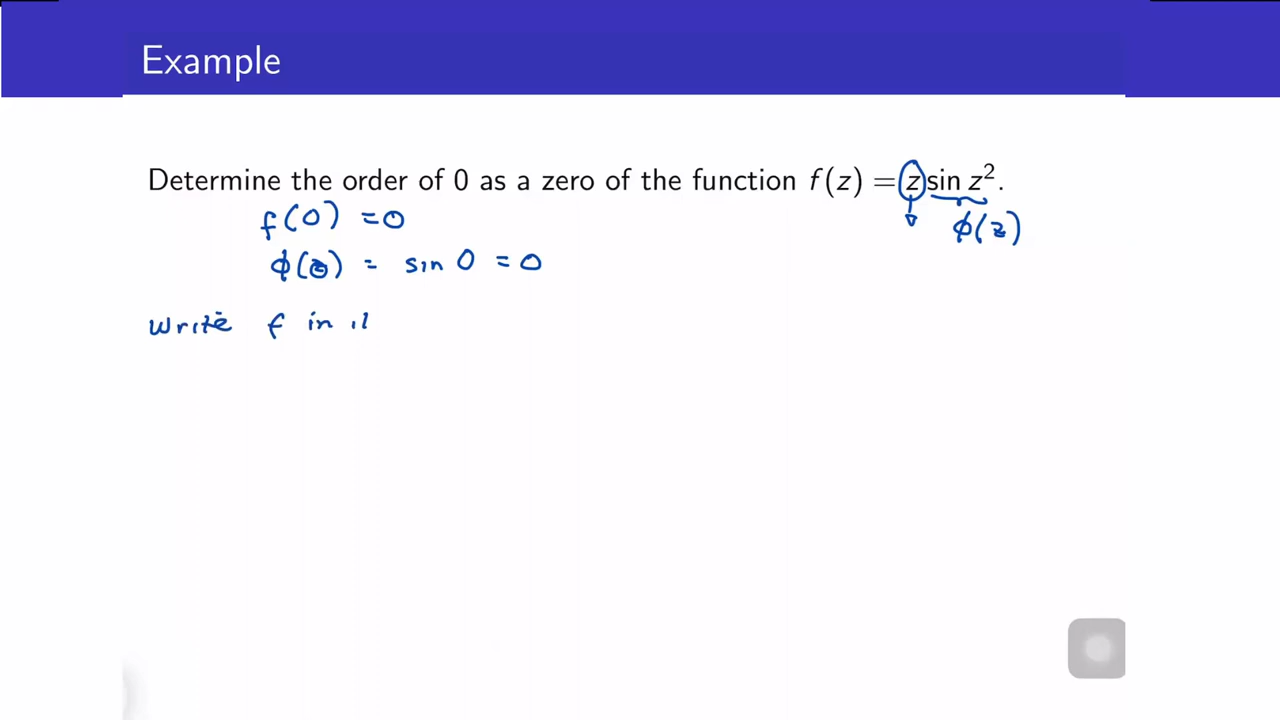 Example
Determine the order of 0 as a zero of the function f(z) = z sin z².
f(0) = 0
ϕ(z)
ϕ(0) = sin 0 = 0
Write f in